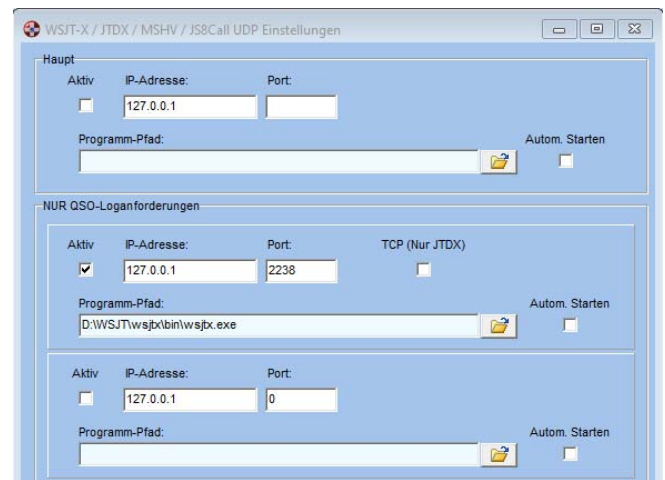 WSJT-X / JTDX / MSHV / JS8Call UDP Einstellungen
Haupt
Aktiv IP-Adresse: Port:
127.0.0.1
Programm-Pfad: Autom. Starten
NUR QSO-Loganforderungen
Aktiv IP-Adresse: Port: TCP (Nur JTDX)
127.0.0.1 2238
Programm-Pfad: Autom. Starten
D:\WSJT\wsjtx\bin\wsjtx.exe
Aktiv IP-Adresse: Port:
127.0.0.1 0
Programm-Pfad: Autom. Starten